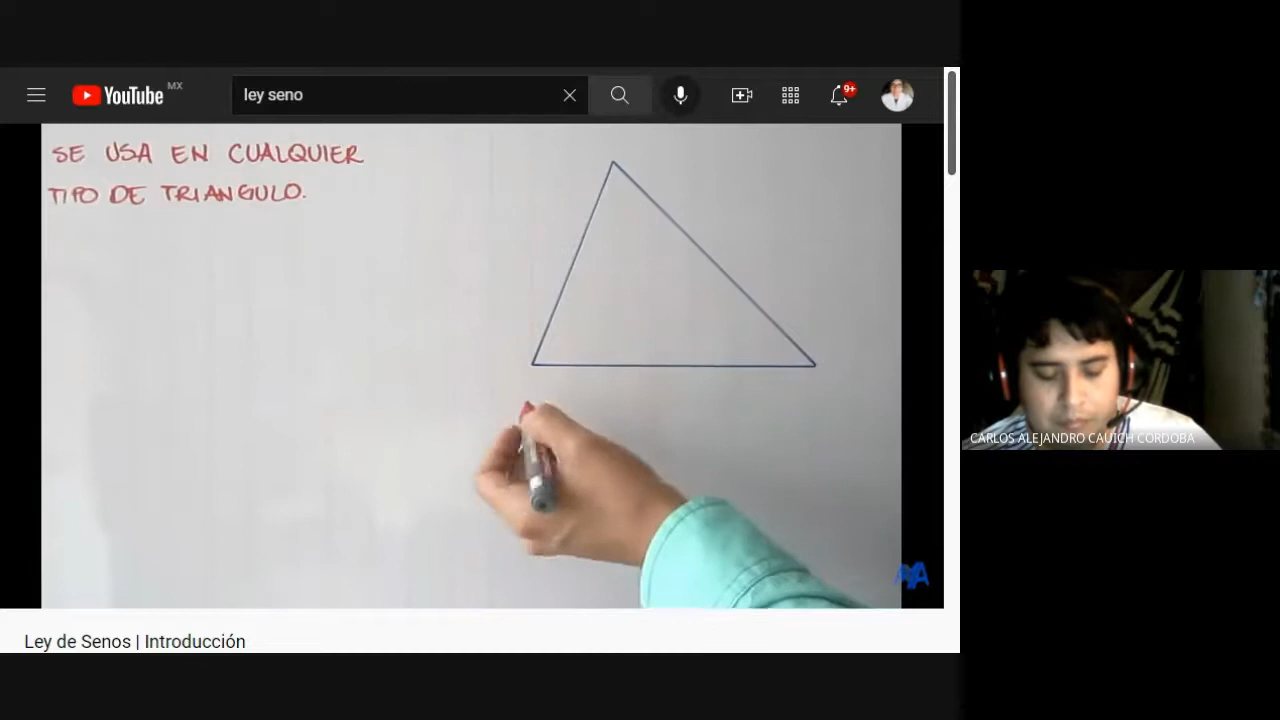 YouTube MX
ley seno
9+
SE USA EN CUALQUIER
TIPO DE TRIANGULO.
CARLOS ALEJANDRO CAUICH CORDOBA
Ley de Senos | Introducción